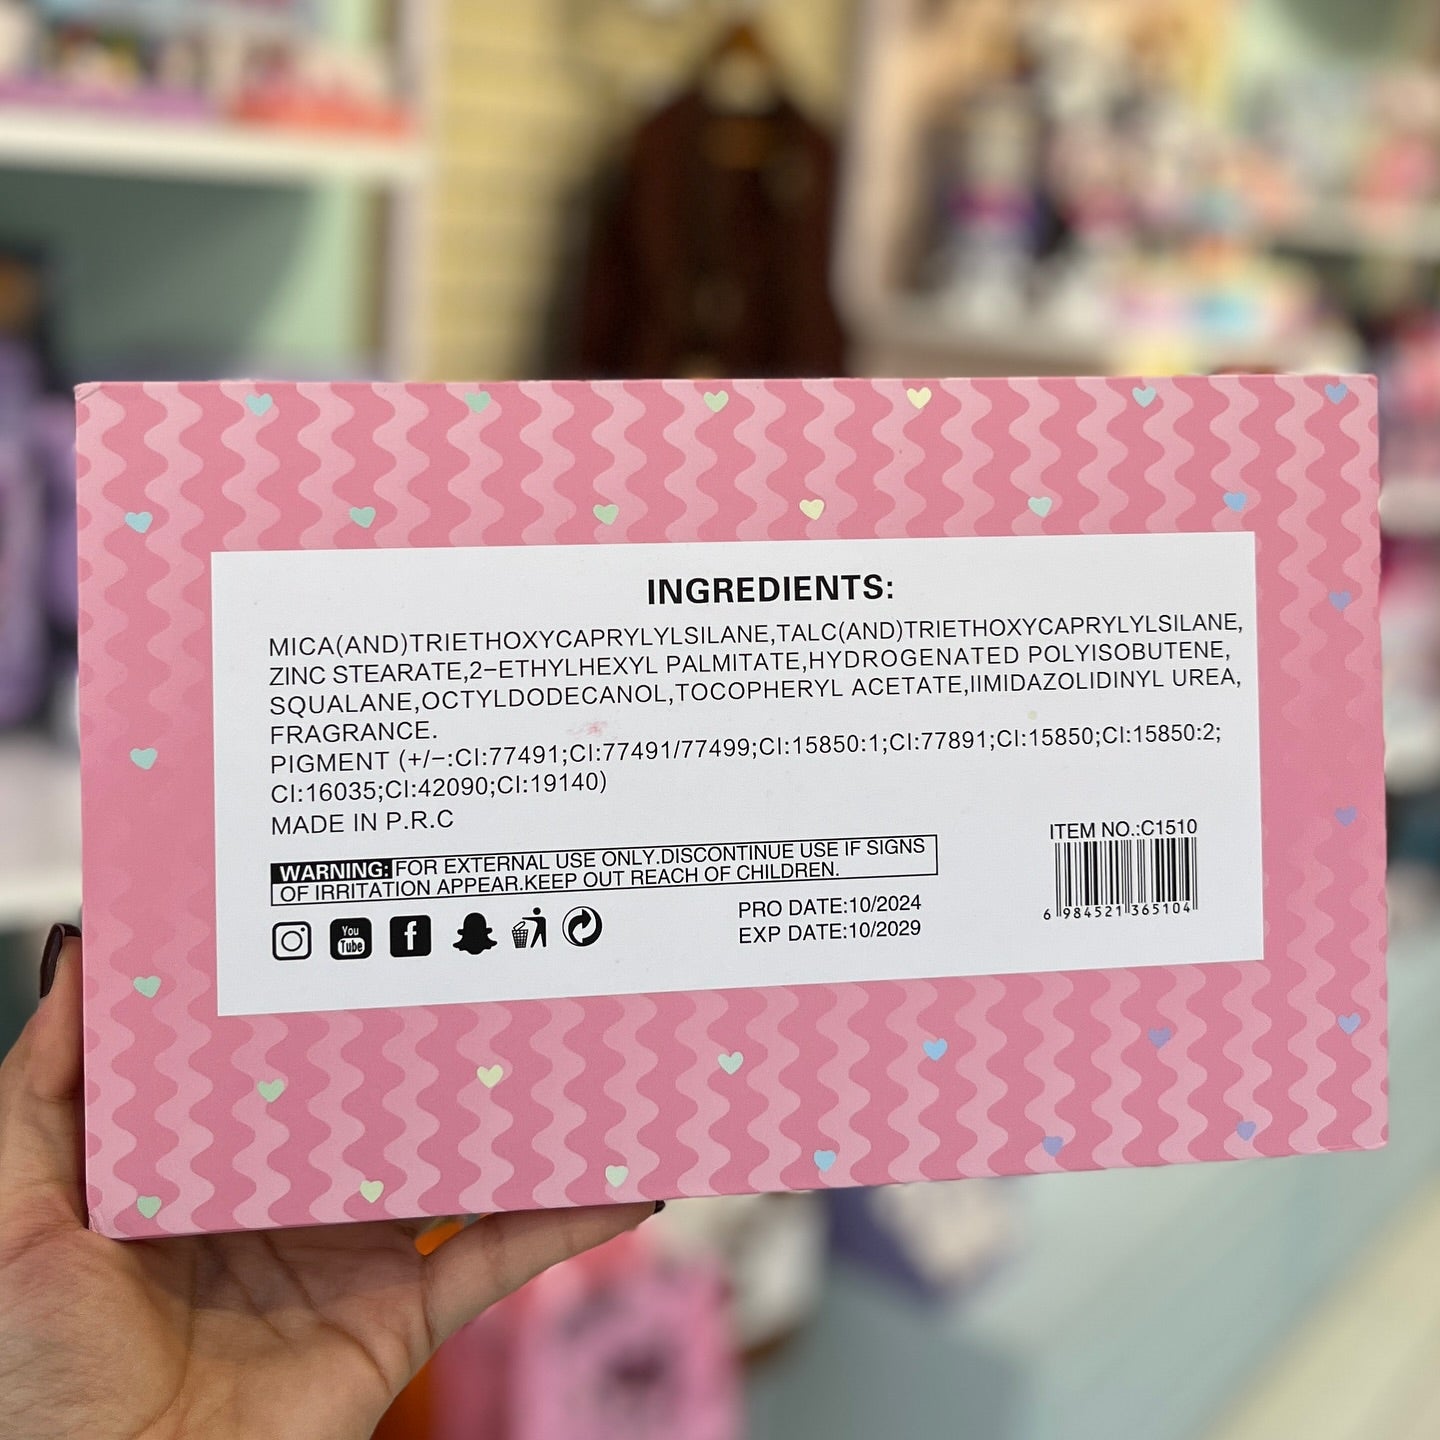 INGREDIENTS:
MICA(AND)TRIETHOXYCAPRYLYLSILANE,TALC(AND)TRIETHOXYCAPRYLYLSILANE,
ZINC STEARATE,2-ETHYLHEXYL PALMITATE,HYDROGENATED POLYISOBUTENE,
SQUALANE,OCTYLDODECANOL,TOCOPHERYL ACETATE,IIMIDAZOLIDINYL UREA,
FRAGRANCE.
PIGMENT (+/-:CI:77491;CI:77491/77499;CI:15850:1;CI:77891;CI:15850;CI:15850:2;
CI:16035;CI:42090;CI:19140)
MADE IN P.R.C
WARNING:FOR EXTERNAL USE ONLY.DISCONTINUE USE IF SIGNS
OF IRRITATION APPEAR.KEEP OUT REACH OF CHILDREN.
You
Tube
f
PRO DATE:10/2024
EXP DATE:10/2029
ITEM NO.:C1510
6 984521 365104